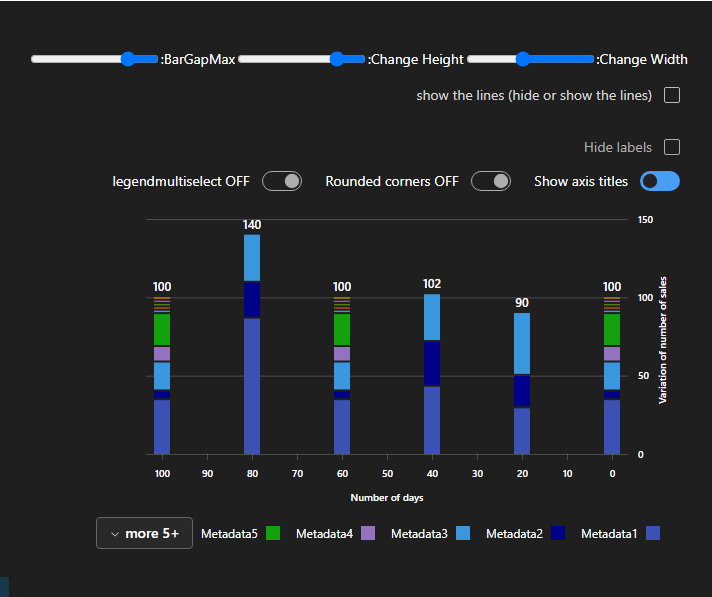 :BarGapMax :Change Height :Change Width
show the lines (hide or show the lines)
Hide labels
legendmultiselect OFF Rounded corners OFF Show axis titles
150
140
102
100 100 100 100
90
50
Variation of number of sales
0
100 90 80 70 60 50 40 30 20 10 0
Number of days
more 5+ Metadata5 Metadata4 Metadata3 Metadata2 Metadata1